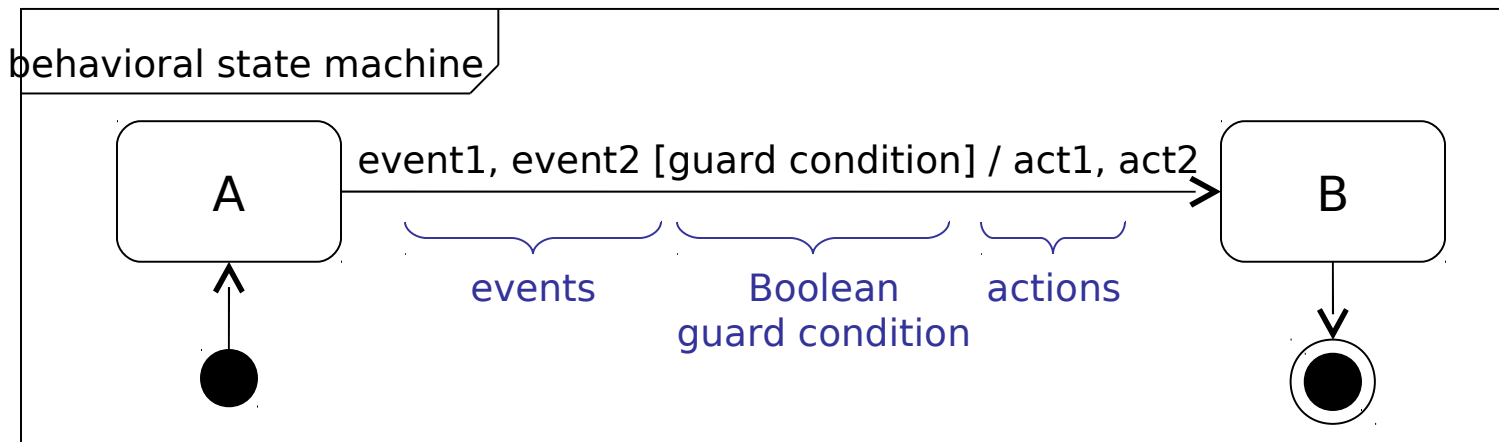 behavioral state machine
A
event1, event2 [guard condition] / act1, act2
B
events
Boolean
guard condition
actions